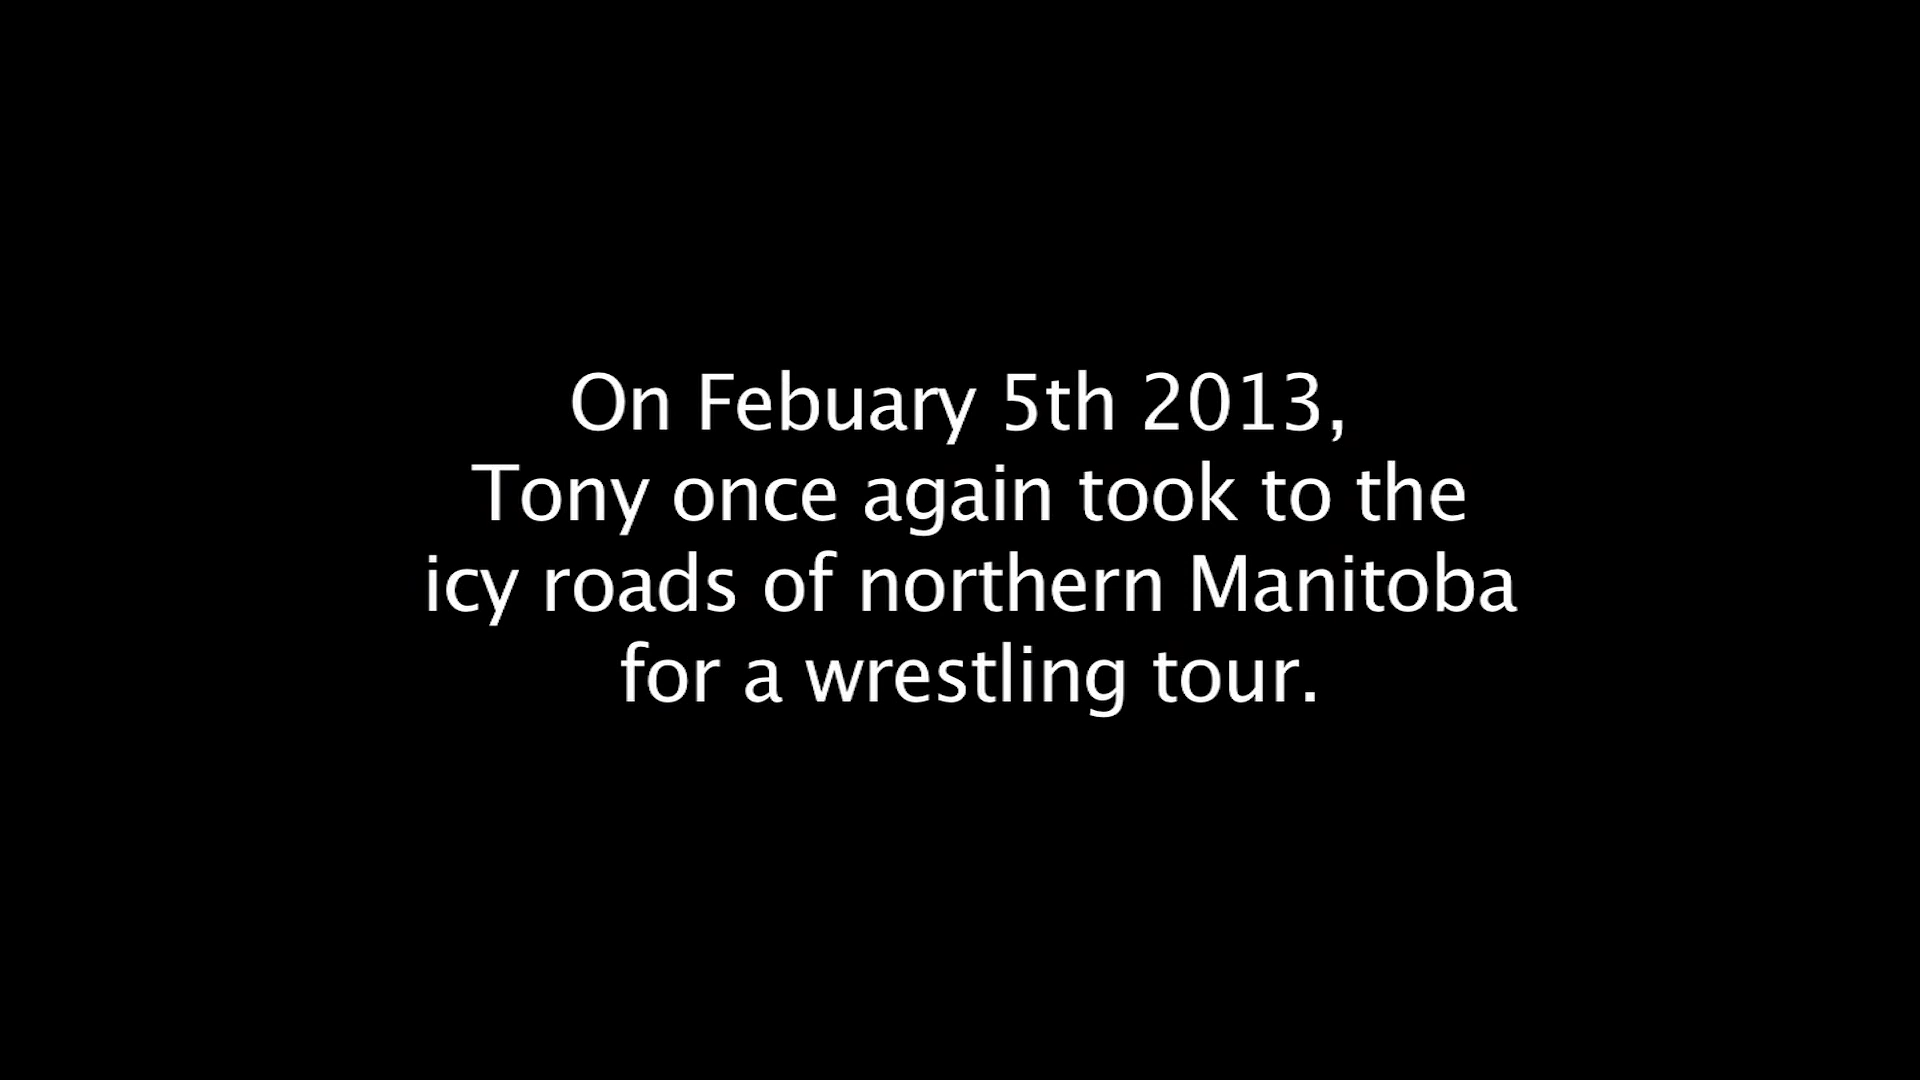 On Febuary 5th 2013,
Tony once again took to the
icy roads of northern Manitoba
for a wrestling tour.